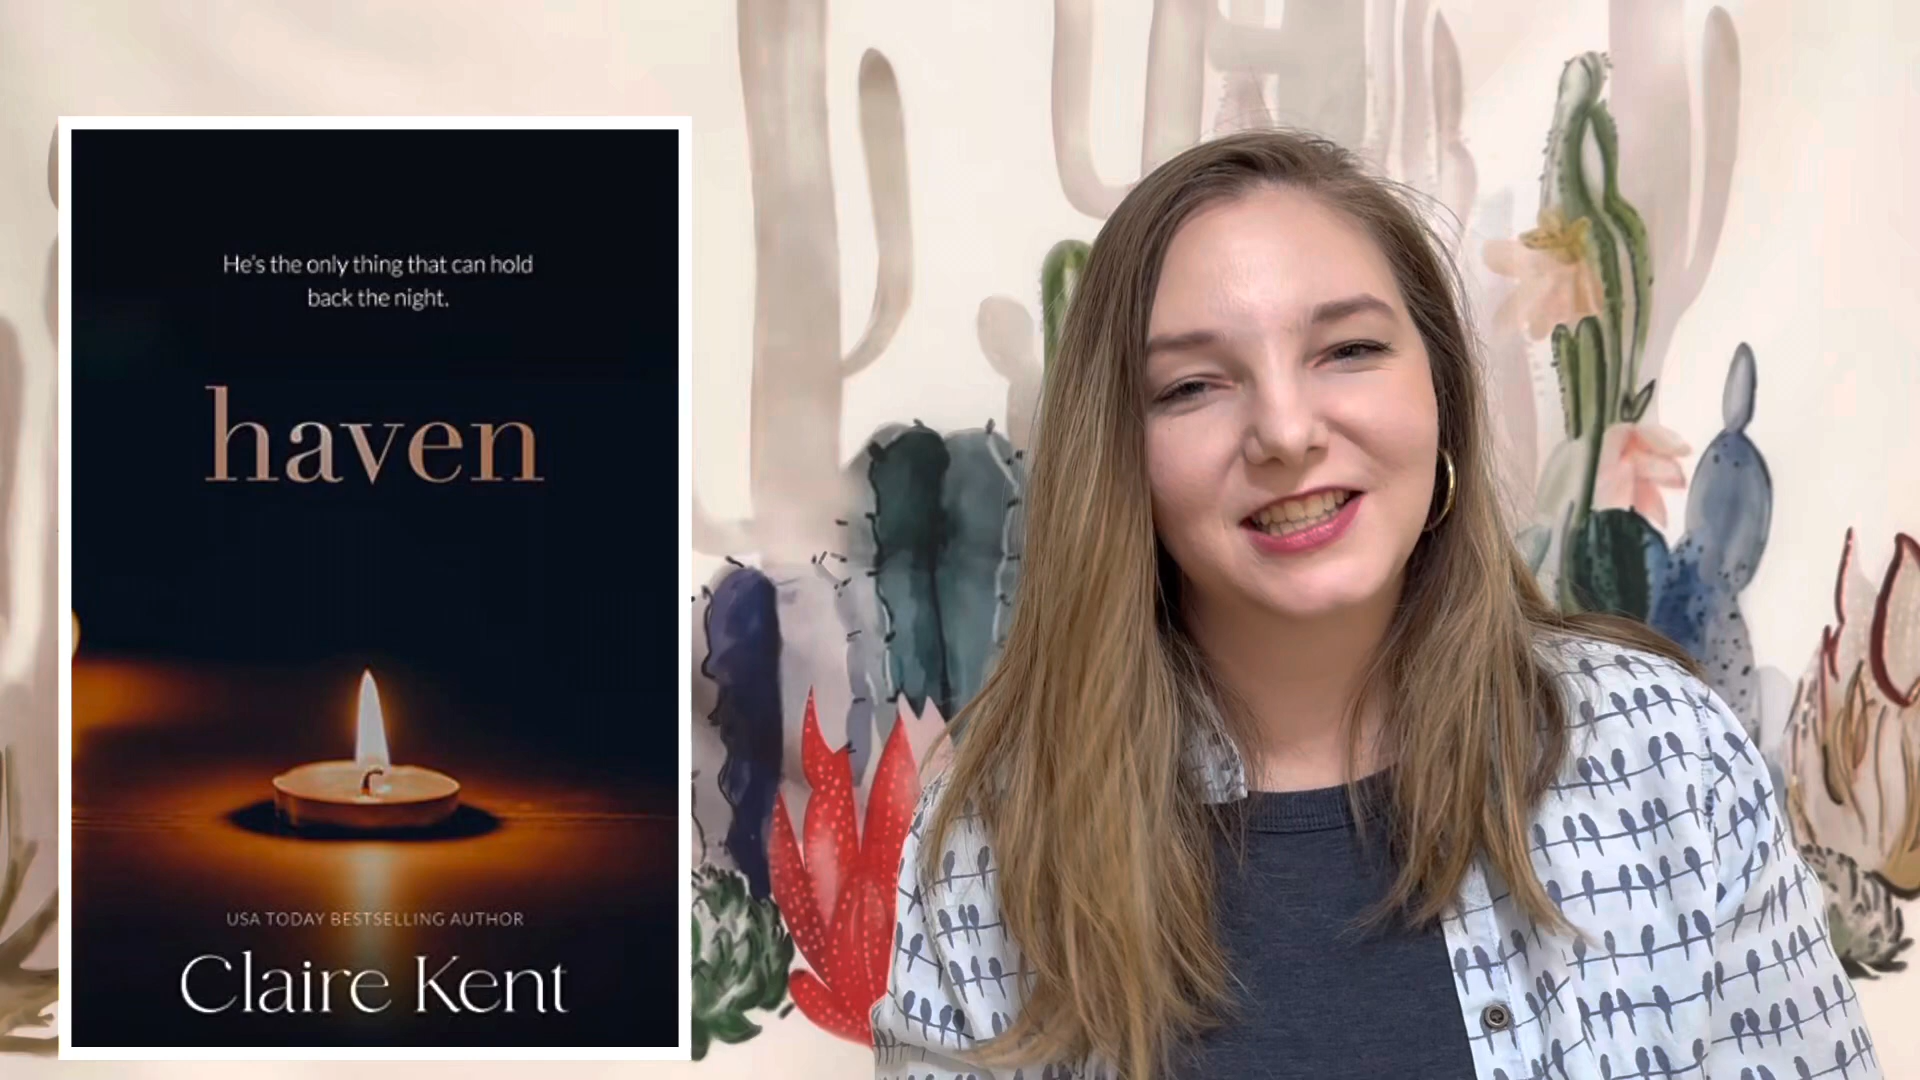 He's the only thing that can hold
back the night.
haven
USA TODAY BESTSELLING AUTHOR
Claire Kent